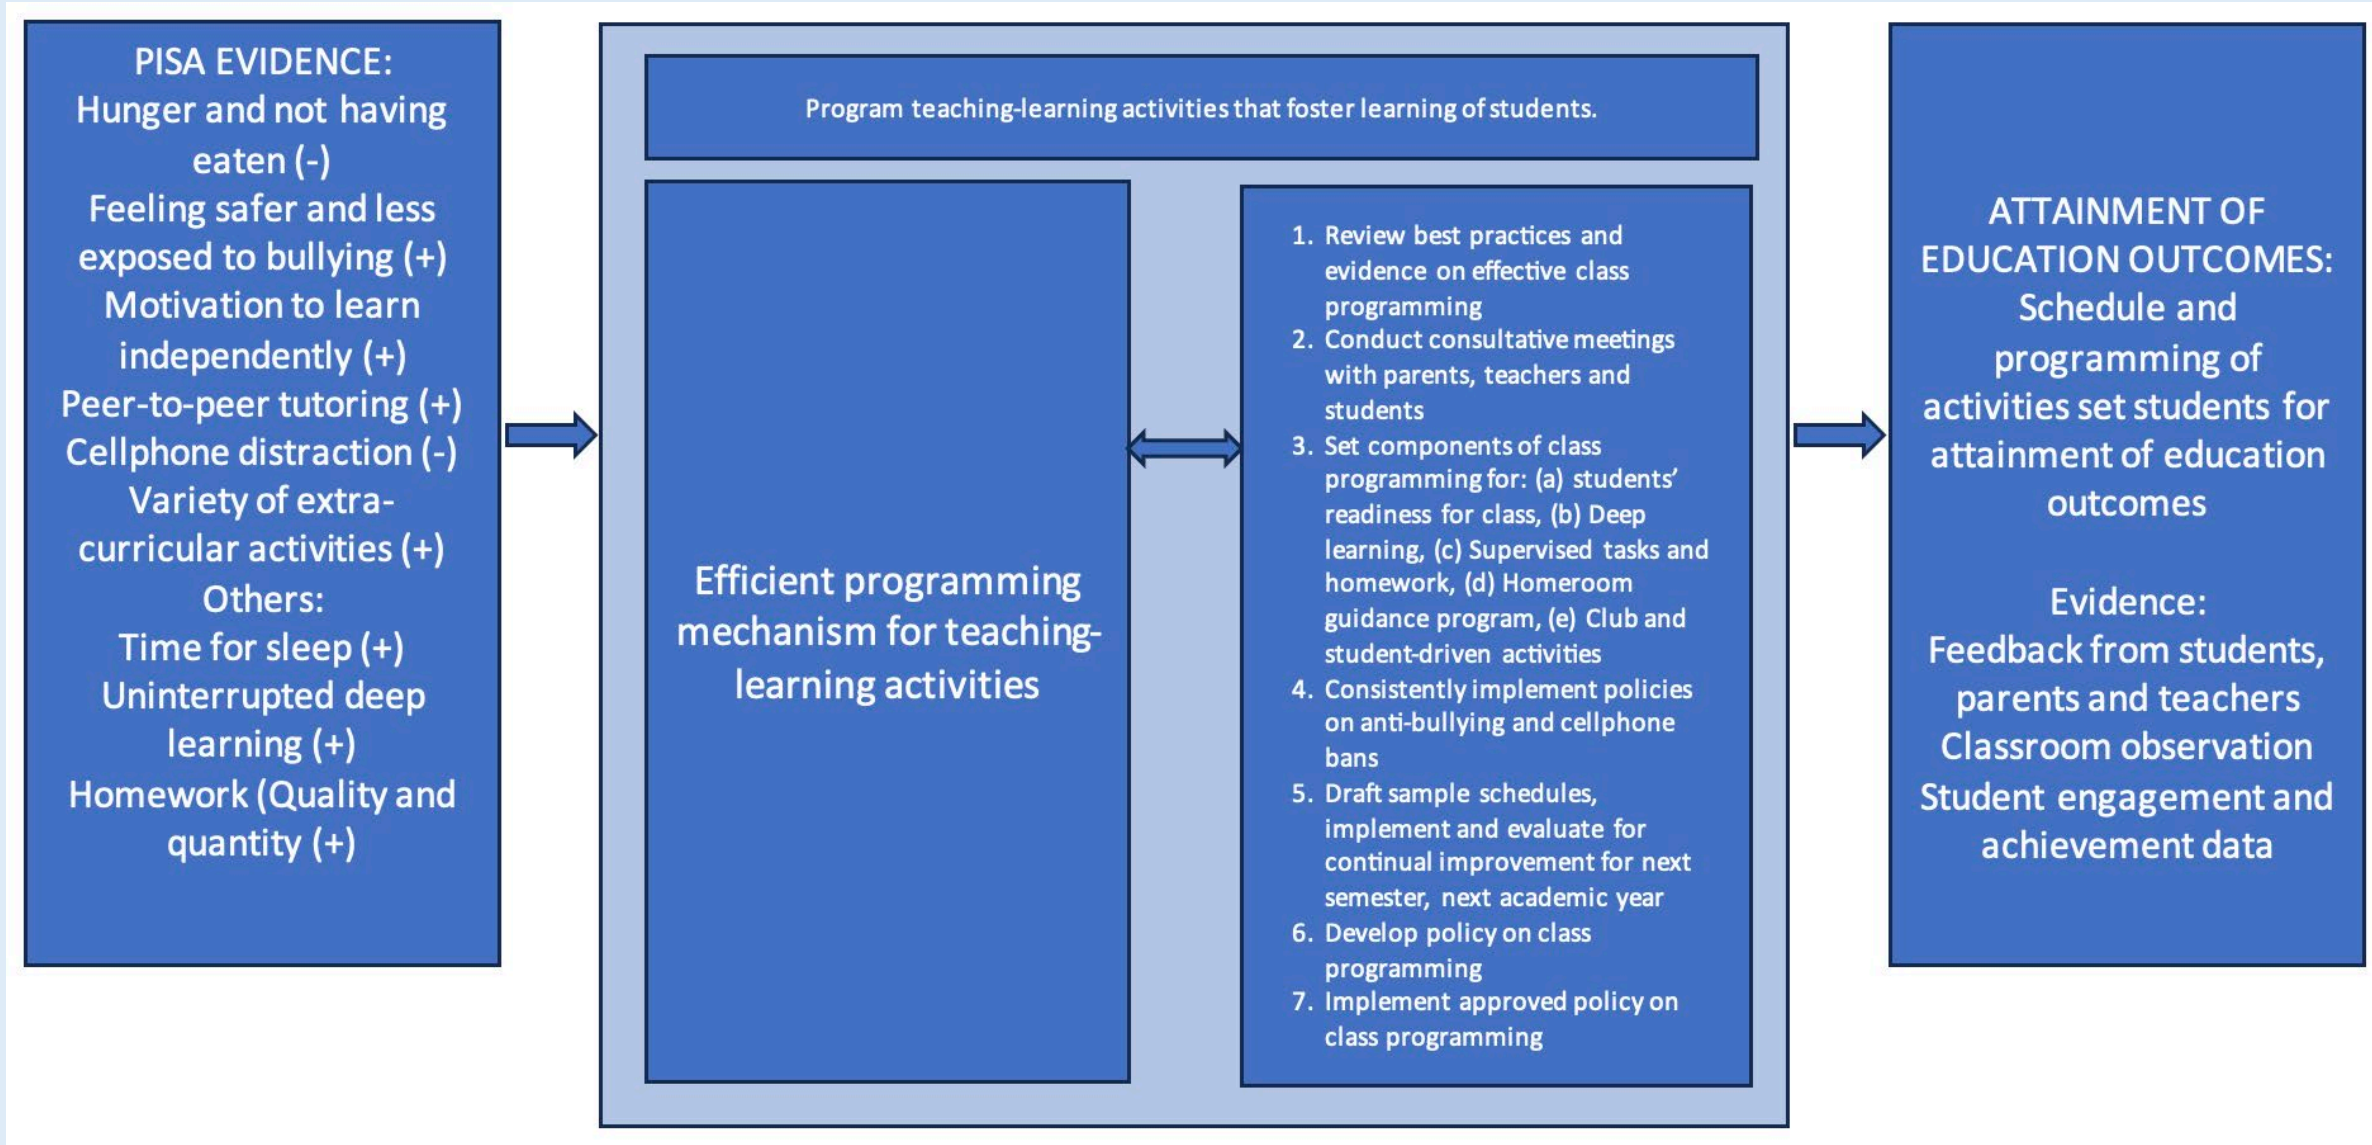 PISA EVIDENCE:
Hunger and not having
eaten (-)
Feeling safer and less
exposed to bullying (+)
Motivation to learn
independently (+)
Peer-to-peer tutoring (+)
Cellphone distraction (-)
Variety of extra-
curricular activities (+)
Others:
Time for sleep (+)
Uninterrupted deep
learning (+)
Homework (Quality and
quantity (+)
Program teaching-learning activities that foster learning of students.
Efficient programming
mechanism for teaching-
learning activities
1. Review best practices and
evidence on effective class
programming
2. Conduct consultative meetings
with parents, teachers and
students
3. Set components of class
programming for: (a) students’
readiness for class, (b) Deep
learning, (c) Supervised tasks and
homework, (d) Homeroom
guidance program, (e) Club and
student-driven activities
4. Consistently implement policies
on anti-bullying and cellphone
bans
5. Draft sample schedules,
implement and evaluate for
continual improvement for next
semester, next academic year
6. Develop policy on class
programming
7. Implement approved policy on
class programming
ATTAINMENT OF
EDUCATION OUTCOMES:
Schedule and
programming of
activities set students for
attainment of education
outcomes
Evidence:
Feedback from students,
parents and teachers
Classroom observation
Student engagement and
achievement data